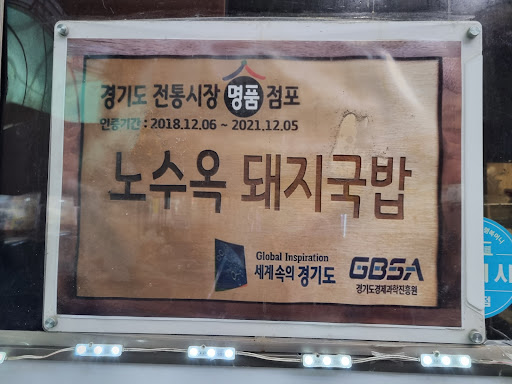 경기도 전통시장 명품 점포
인증기간 : 2018.12.06 ~ 2021.12.05
노수옥 돼지국밥
Global Inspiration
세계속의 경기도
GBSA
경기도경제과학진흥원